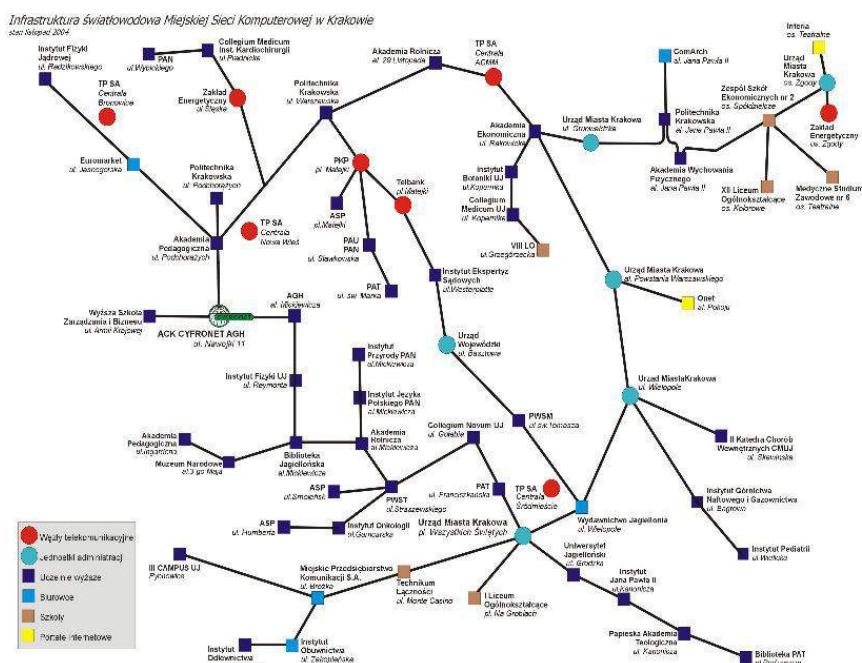 Infrastruktura światłowodowa Miejskiej Sieci Komputerowej w Krakowie
stan listopad 2004
Instytut Fizyki
Jądrowej
ul. Radzikowskiego
PAN
ul. Wybickiego
Collegium Medicum
Inst. Kardiochirurgii
ul. Prądnicka
TP SA
Centrala
Bronowice
Zakład
Energetyczny
ul. Śląska
Politechnika
Krakowska
ul. Warszawska
Akademia Rolnicza
al. 29 Listopada
TP SA
Centrala
ACMM
ComArch
al. Jana Pawła II
Interia
os. Teatralne
Urząd
Miasta
Krakowa
os. Zgody
Zespół Szkół
Ekonomicznych nr 2
os. Spółdzielcze
Zakład
Energetyczny
os. Zgody
Politechnika
Krakowska
al. Jana Pawła II
Urząd Miasta Krakowa
ul. Grunwaldzka
Akademia
Ekonomiczna
ul. Rakowicka
Akademia Wychowania
Fizycznego
al. Jana Pawła II
XII Liceum
Ogólnokształcące
os. Kolorowe
Medyczne Studium
Zawodowe nr 6
os. Teatralne
Euromarket
ul. Jasnogórska
Politechnika
Krakowska
ul. Podchorążych
PKP
pl. Matejki
Telbank
pl. Matejki
Instytut
Botaniki UJ
ul. Kopernika
Collegium
Medicum UJ
ul. Kopernika
VIII LO
ul. Grzegórzecka
ASP
pl. Matejki
PAU
PAN
ul. Sławkowska
PAT
ul. św. Marka
TP SA
Centrala
Nowa Wieś
Akademia
Pedagogiczna
ul. Podchorążych
Instytut Ekspertyz
Sądowych
ul. Westerplatte
Urząd Miasta Krakowa
al. Powstania Warszawskiego
Onet
al. Pokoju
Wyższa Szkoła
Zarządzania i Biznesu
ul. Armii Krajowej
CYFRONET
ACK CYFRONET AGH
ul. Nawojki 11
AGH
al. Mickiewicza
Urząd
Wojewódzki
ul. Basztowa
Instytut
Przyrody PAN
al. Mickiewicza
Instytut Fizyki UJ
ul. Reymonta
Instytut Języka
Polskiego PAN
al. Mickiewicza
Urząd MiastaKrakowa
ul. Wielopole
PWSM
ul. św. Tomasza
Collegium Novum UJ
ul. Gołębia
Akademia
Pedagogiczna
ul. Ingardena
Muzeum Narodowe
al. 3-go Maja
Biblioteka
Jagiellońska
al. Mickiewicza
Akademia
Rolnicza
al. Mickiewicza
II Katedra Chorób
Wewnętrznych CMUJ
ul. Skawińska
ASP
ul. Smoleńsk
PWST
ul. Straszewskiego
PAT
ul. Franciszkańska
TP SA
Centrala
Śródmieście
Instytut Górnictwa
Naftowego i Gazownictwa
ul. Bagrowa
ASP
ul. Humberta
Instytut Onkologii
ul. Garncarska
Urząd Miasta Krakowa
pl. Wszystkich Świętych
Wydawnictwo Jagiellonia
ul. Wielopole
Instytut Pediatrii
ul. Wielicka
Węzły telekomunikacyjne
Jednostki administracji
Uczelnie wyższe
Biurowce
Szkoły
Portale Internetowe
III CAMPUS UJ
Pychowice
Miejskie Przedsiębiorstwo
Komunikacji S.A.
ul. Brożka
Technikum
Łączności
ul. Monte Casino
I Liceum
Ogólnokształcące
pl. Na Groblach
Uniwersytet
Jagielloński
ul. Grodzka
Instytut
Jana Pawła II
ul. Kanonicza
Papieska Akademia
Teologiczna
ul. Kanonicza
Biblioteka PAT
Instytut
Odlewnictwa
Instytut
Obuwnictwa
ul. Zakopiańska